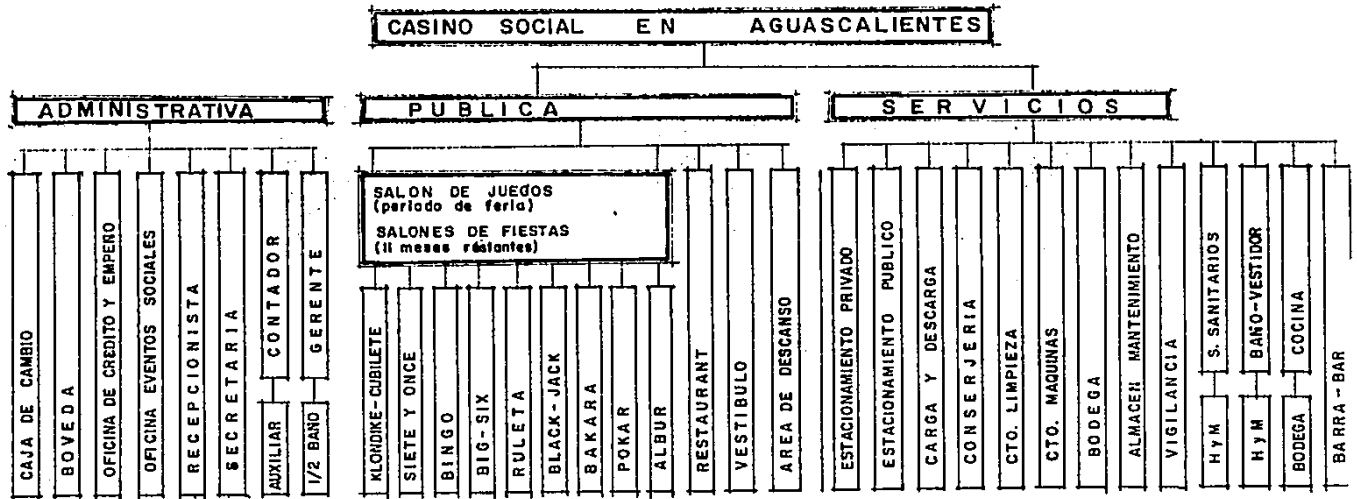 CASINO SOCIAL EN AGUASCALIENTES
ADMINISTRATIVA
PUBLICA
SERVICIOS
CAJA DE CAMBIO
BOVEDA
OFICINA DE CREDITO Y EMPEÑO
OFICINA EVENTOS SOCIALES
RECEPCIONISTA
SECRETARIA
CONTADOR
AUXILIAR
GERENTE
1/2 BAÑO
SALON DE JUEGOS
(periodo de feria)
SALONES DE FIESTAS
(11 meses restantes)
KLONDIKE-CUBILETE
SIETE Y ONCE
BINGO
BIG-SIX
RULETA
BLACK-JACK
BAKARA
POKAR
ALBUR
RESTAURANT
VESTIBULO
AREA DE DESCANSO
ESTACIONAMIENTO PRIVADO
ESTACIONAMIENTO PUBLICO
CARGA Y DESCARGA
CONSERJERIA
CTO. LIMPIEZA
CTO. MAQUINAS
BODEGA
ALMACEN MANTENIMIENTO
VIGILANCIA
S. SANITARIOS
H y M
BAÑO-VESTIDOR
H y M
COCINA
BODEGA
BARRA-BAR